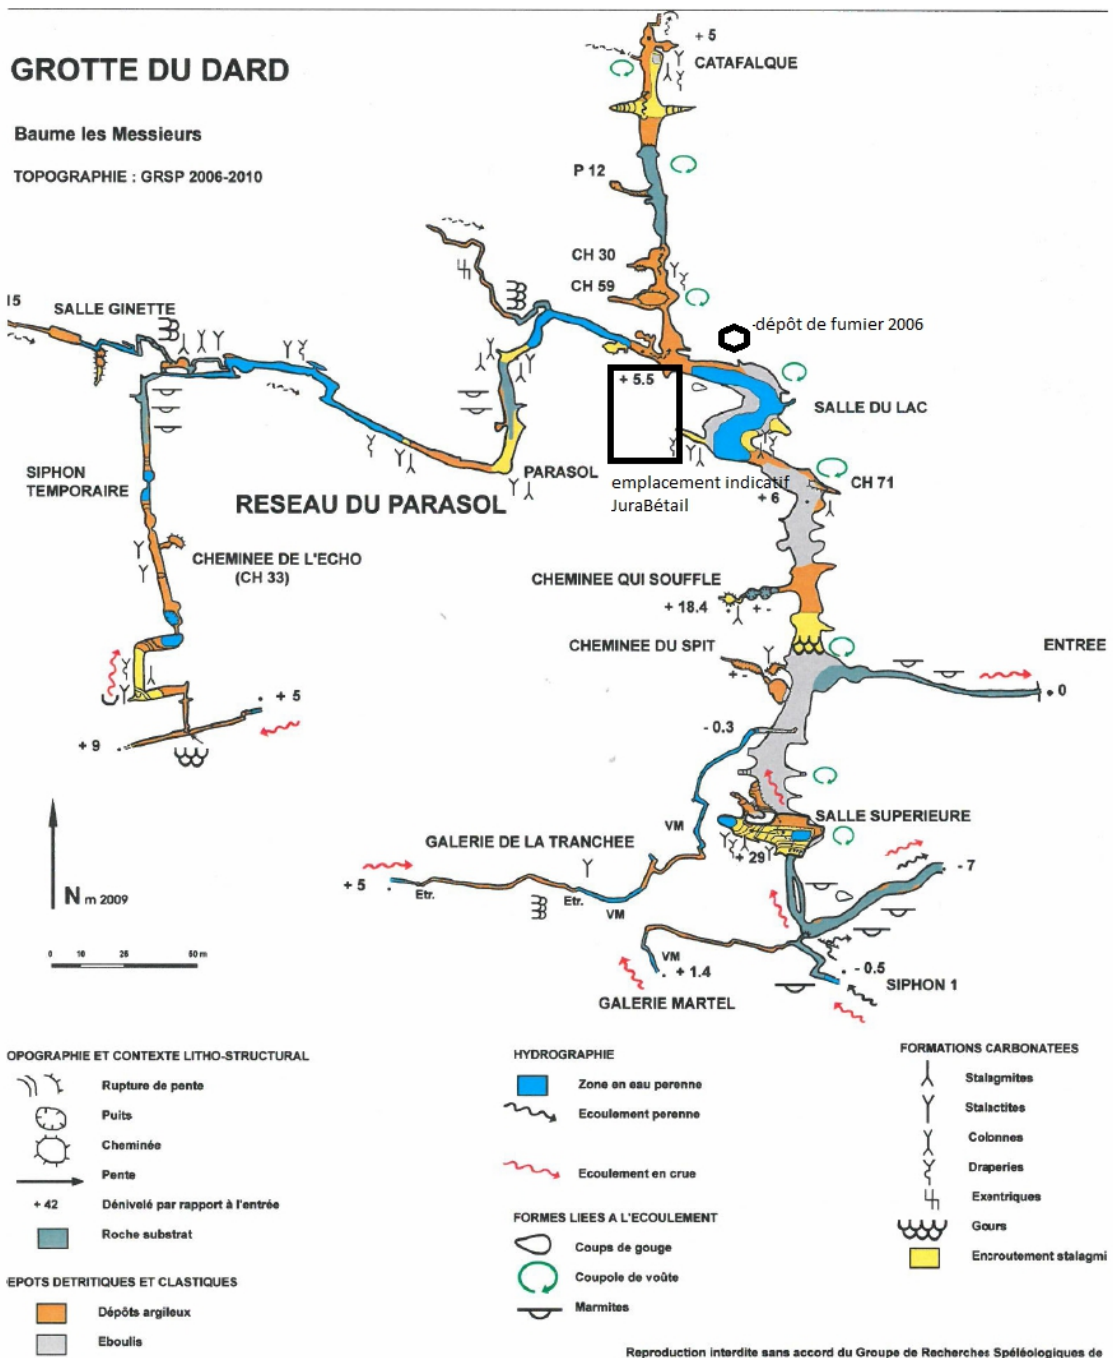 GROTTE DU DARD
Baume les Messieurs
TOPOGRAPHIE : GRSP 2006-2010
+ 5
CATAFALQUE
P 12
CH 30
CH 59
-dépôt de fumier 2006
15
SALLE GINETTE
+ 5.5
SALLE DU LAC
SIPHON
TEMPORAIRE
PARASOL
emplacement indicatif
JuraBétail
CH 71
+ 6
RESEAU DU PARASOL
CHEMINEE DE L'ECHO
(CH 33)
CHEMINEE QUI SOUFFLE
+ 18.4
+ -
CHEMINEE DU SPIT
+ -
ENTREE
+ 0
+ 5
+ 9
- 0.3
SALLE SUPERIEURE
VM
GALERIE DE LA TRANCHEE
+ 29
+ 5
Etr.
Etr.
VM
- 7
N m 2009
0 10 20 50 m
VM
+ 1.4
- 0.5
SIPHON 1
GALERIE MARTEL
OPOGRAPHIE ET CONTEXTE LITHO-STRUCTURAL
Rupture de pente
Puits
Cheminée
Pente
+ 42 Dénivelé par rapport à l'entrée
Roche substrat
EPOTS DETRITIQUES ET CLASTIQUES
Dépôts argileux
Eboulis
HYDROGRAPHIE
Zone en eau perenne
Ecoulement perenne
Ecoulement en crue
FORMES LIEES A L'ECOULEMENT
Coups de gouge
Coupole de voûte
Marmites
FORMATIONS CARBONATEES
Stalagmites
Stalactites
Colonnes
Draperies
Exentriques
Gours
Encroutement stalagmi
Reproduction interdite sans accord du Groupe de Recherches Spéléologiques de